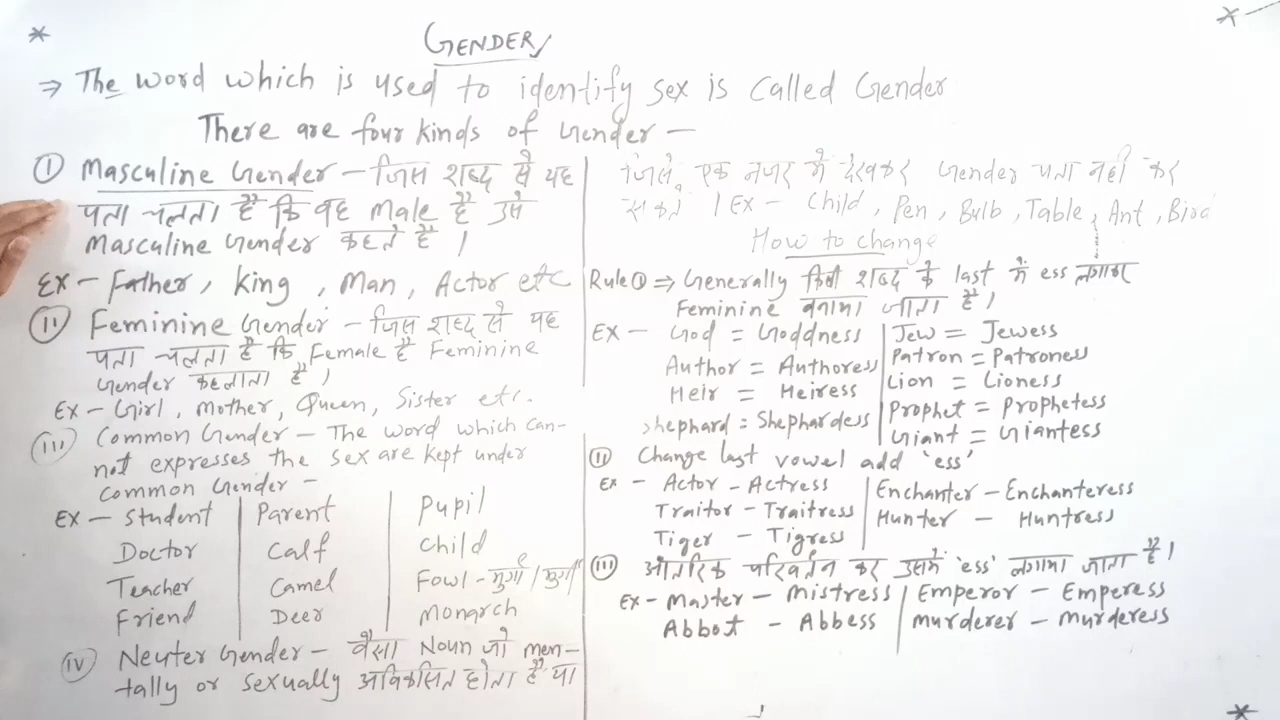 GENDER
⇒ The word which is used to identify sex is called Gender
There are four kinds of Gender —
① Masculine Gender – जिस शब्द से यह
पता चलता है कि वह male है उसे
Masculine Gender कहते है ।
Ex – Father, King, Man, Actor etc
(ii) Feminine Gender – जिस शब्द से यह
पता चलता है कि Female है Feminine
Gender कहलाता है ।
Ex – Girl, Mother, Queen, Sister etc.
(iii) Common Gender – The word which can-
not expresses the sex are kept under
Common Gender –
Ex – Student | Parent | Pupil
Doctor | Calf | Child
Teacher | Camel | Fowl - मुर्गा / मुर्गी
Friend | Deer | Monarch
(iv) Neuter Gender – वैसा Noun जो men-
tally or sexually अविकसित होता है या
जिसे एक नजर में देखकर Gender पता नहीं कर
सकते । Ex – Child, Pen, Bulb, Table, Ant, Bird
How to change
Rule ① ⇒ Generally किसी शब्द के last में ess लगाकर
Feminine बनाया जाता है ।
Ex – God = Goddness | Jew = Jewess
Author = Authoress | Patron = Patroness
Heir = Heiress | Lion = Lioness
Shephard = Shephardess | Prophet = Prophetess
Giant = Giantess
(ii) Change last vowel add 'ess'
Ex – Actor – Actress | Enchanter – Enchanteress
Traitor – Traitress | Hunter – Huntress
Tiger – Tigress
(iii) आंतरिक परिवर्तन कर उसमे 'ess' लगाया जाता है ।
Ex – Master – Mistress | Emperor – Emperess
Abbot – Abbess | Murderer – Murderess